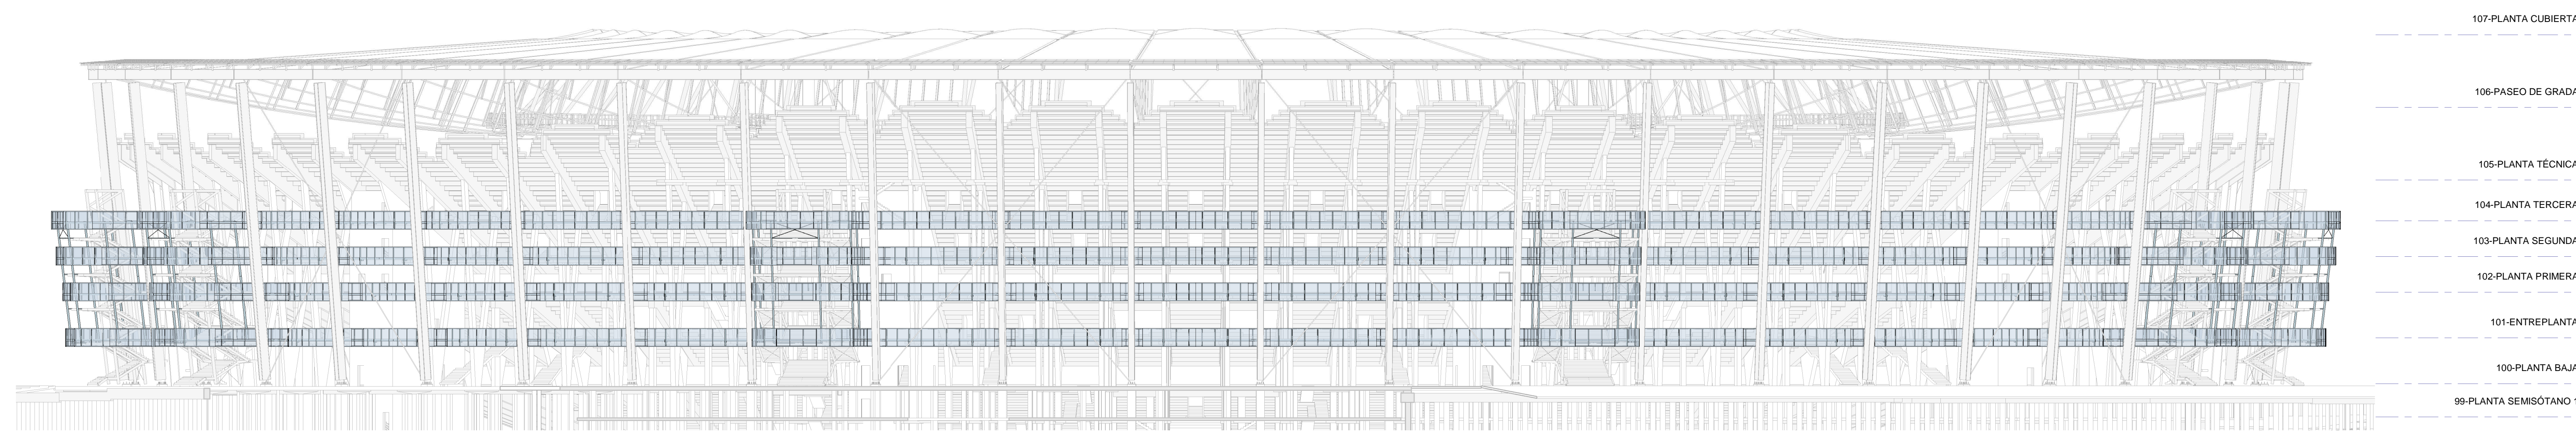 107-PLANTA CUBIERTA
106-PASEO DE GRADA
105-PLANTA TÉCNICA
104-PLANTA TERCERA
103-PLANTA SEGUNDA
102-PLANTA PRIMERA
101-ENTREPLANTA
100-PLANTA BAJA
99-PLANTA SEMISÓTANO 1